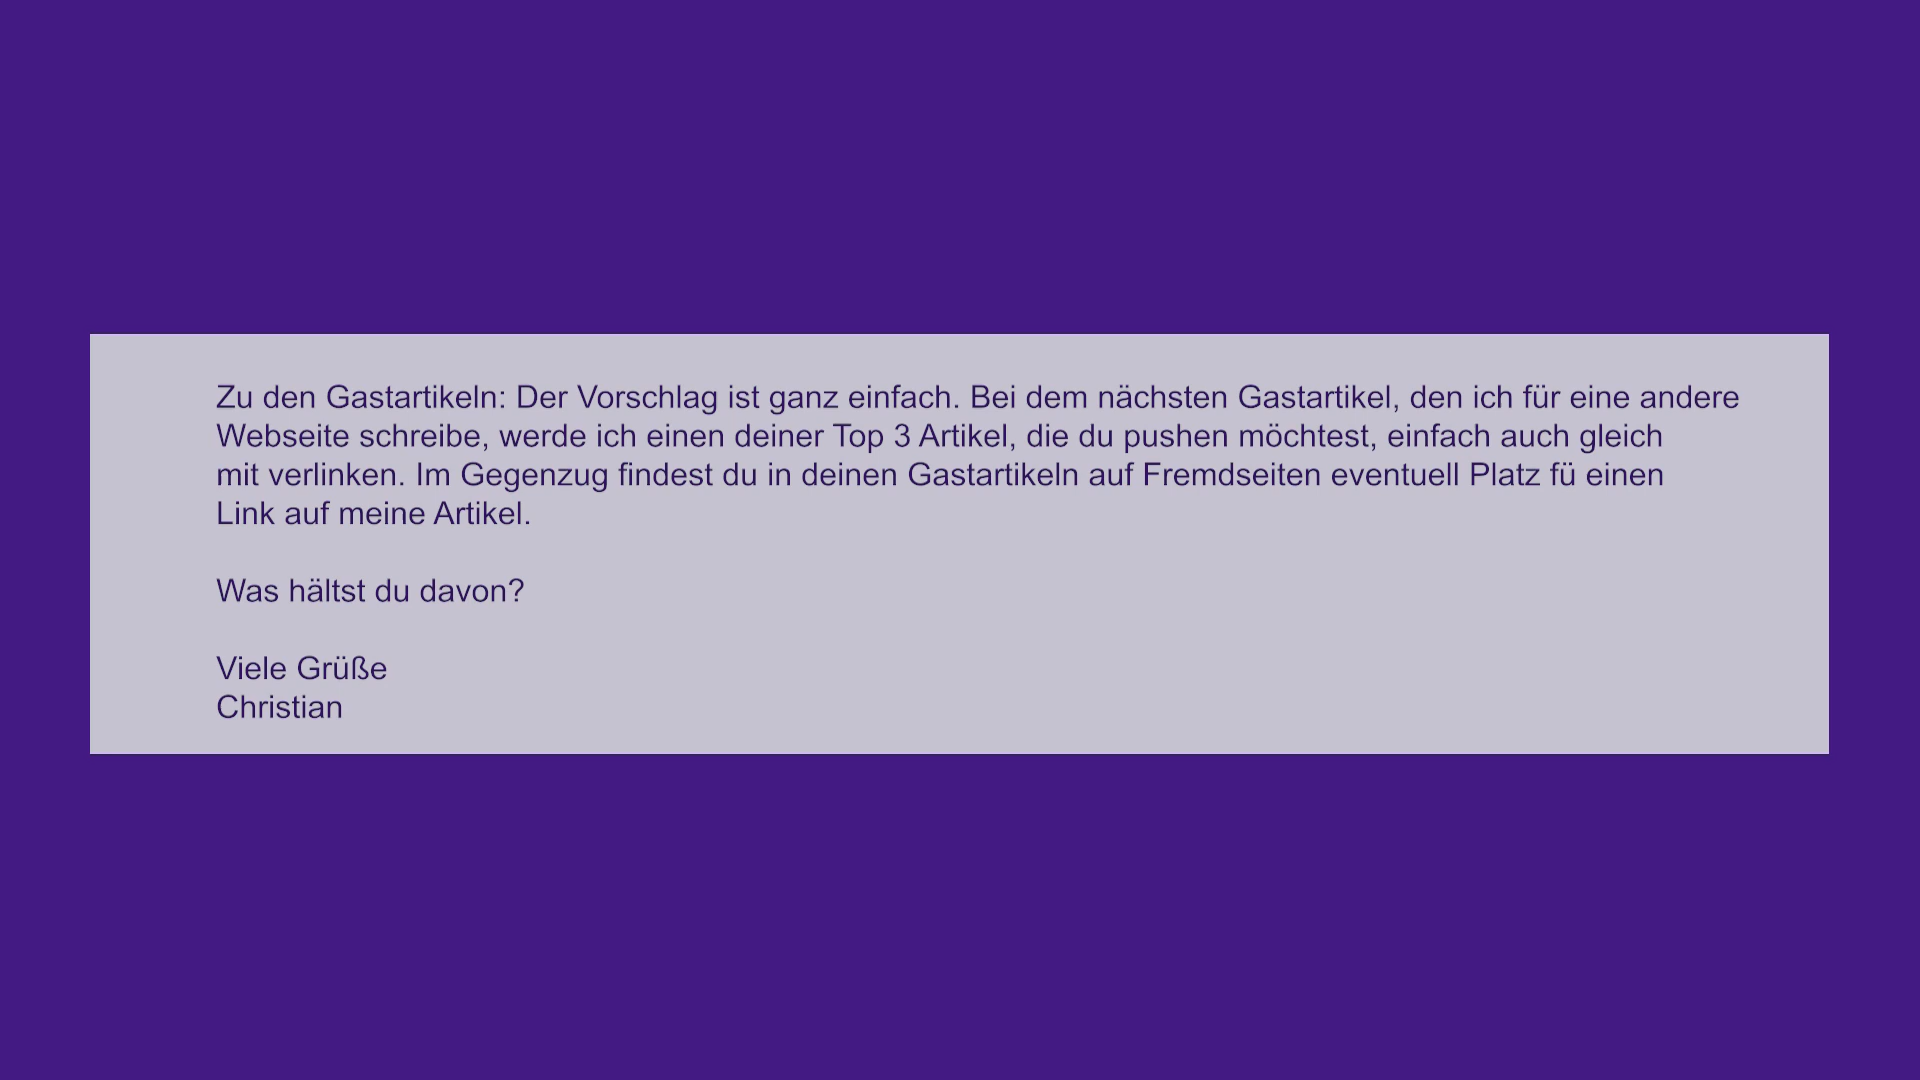 Zu den Gastartikeln: Der Vorschlag ist ganz einfach. Bei dem nächsten Gastartikel, den ich für eine andere
Webseite schreibe, werde ich einen deiner Top 3 Artikel, die du pushen möchtest, einfach auch gleich
mit verlinken. Im Gegenzug findest du in deinen Gastartikeln auf Fremdseiten eventuell Platz fü einen
Link auf meine Artikel.
Was hältst du davon?
Viele Grüße
Christian